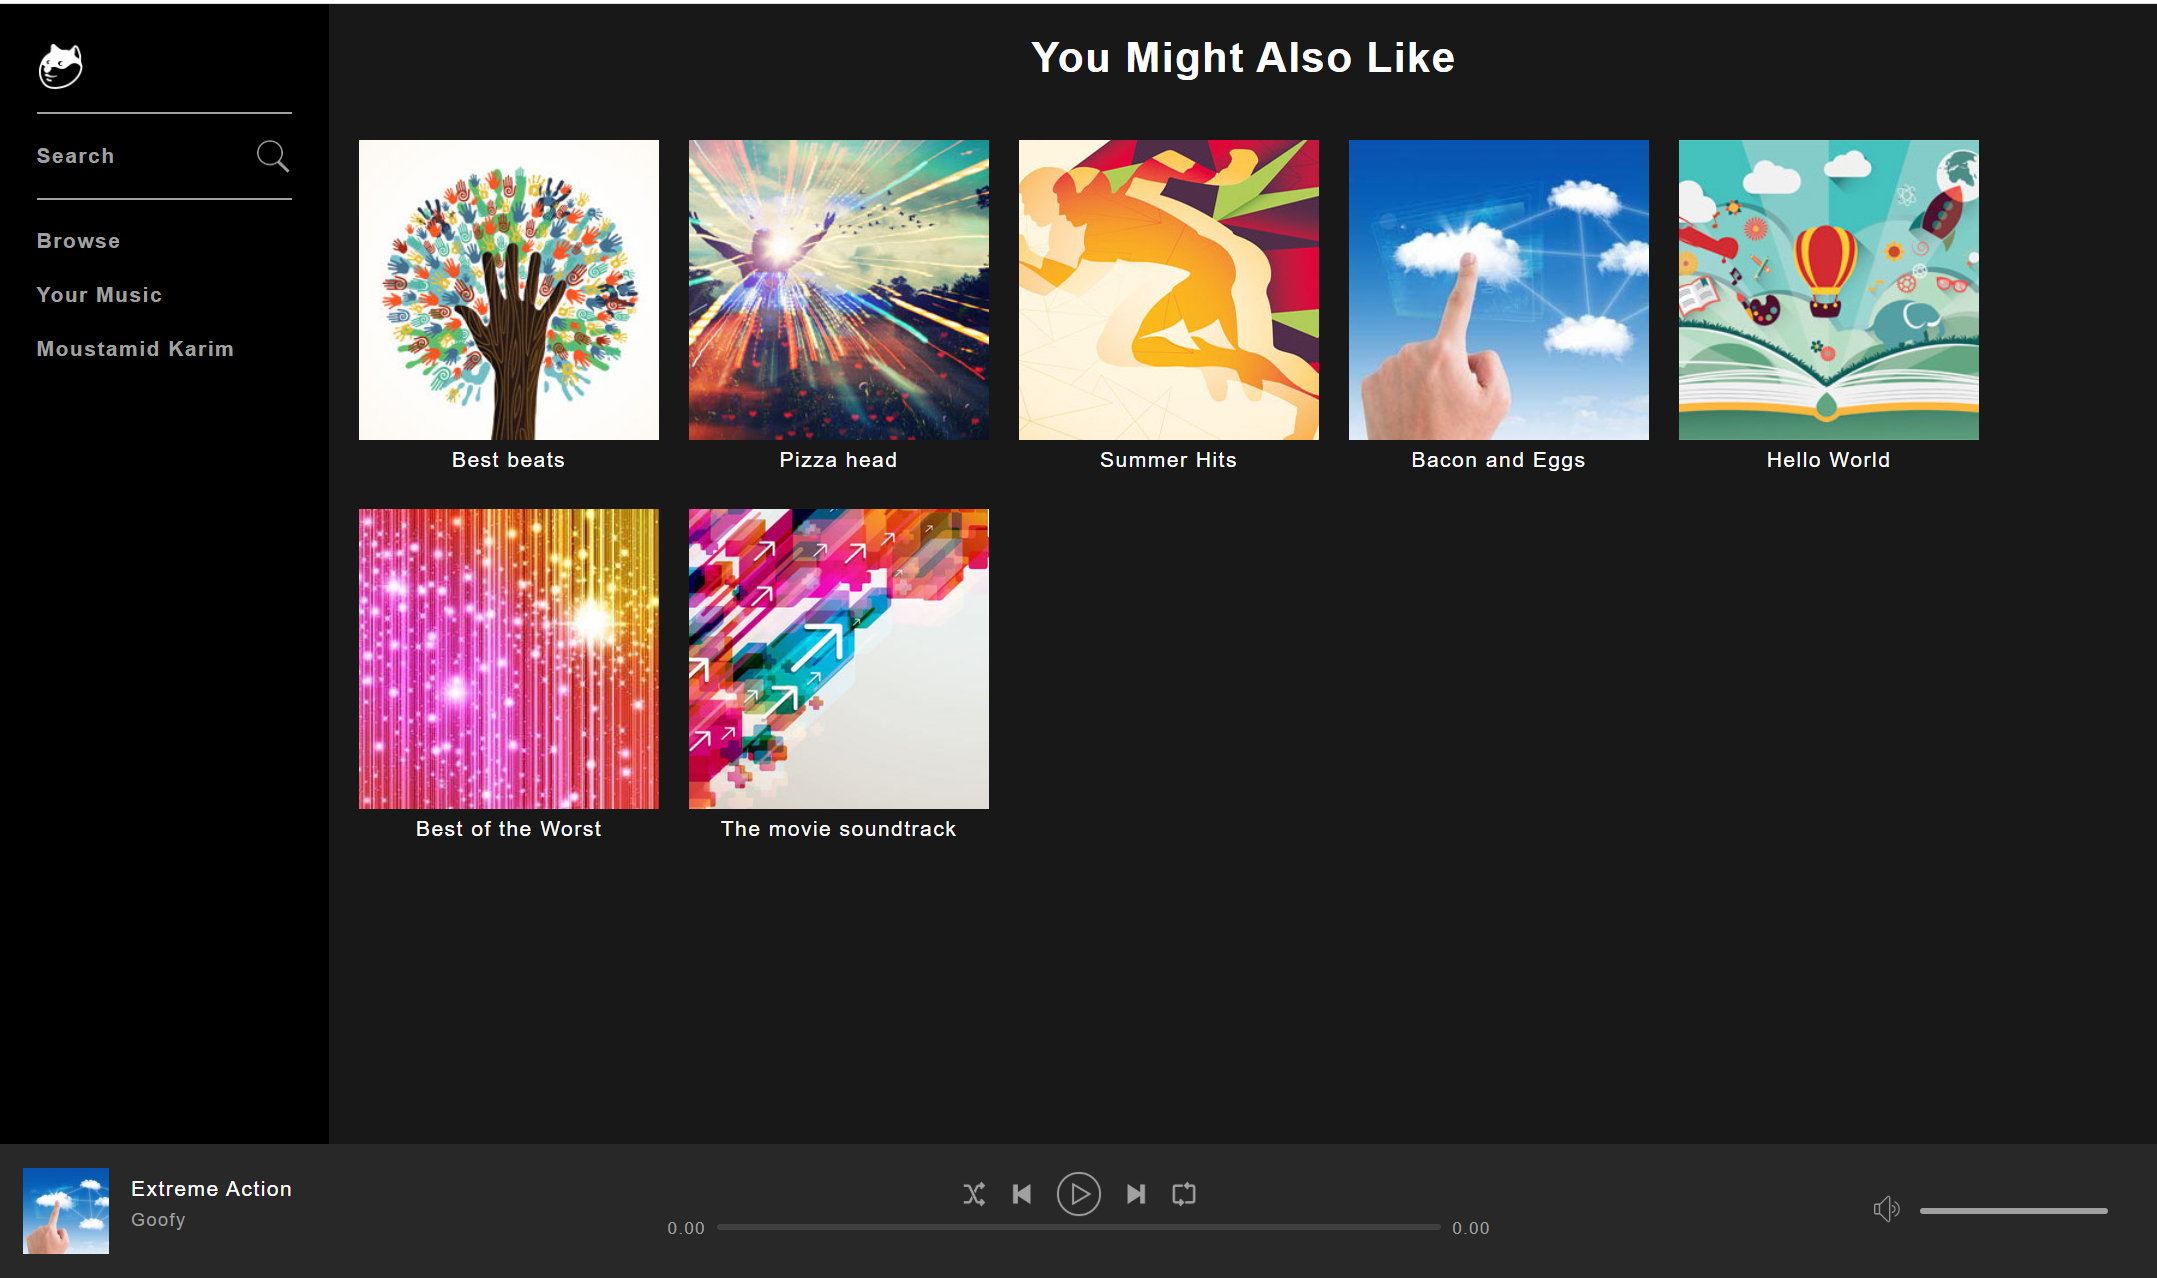 You Might Also Like
Search
Browse
Your Music
Moustamid Karim
Best beats
Pizza head
Summer Hits
Bacon and Eggs
Hello World
Best of the Worst
The movie soundtrack
Extreme Action
Goofy
0.00
0.00